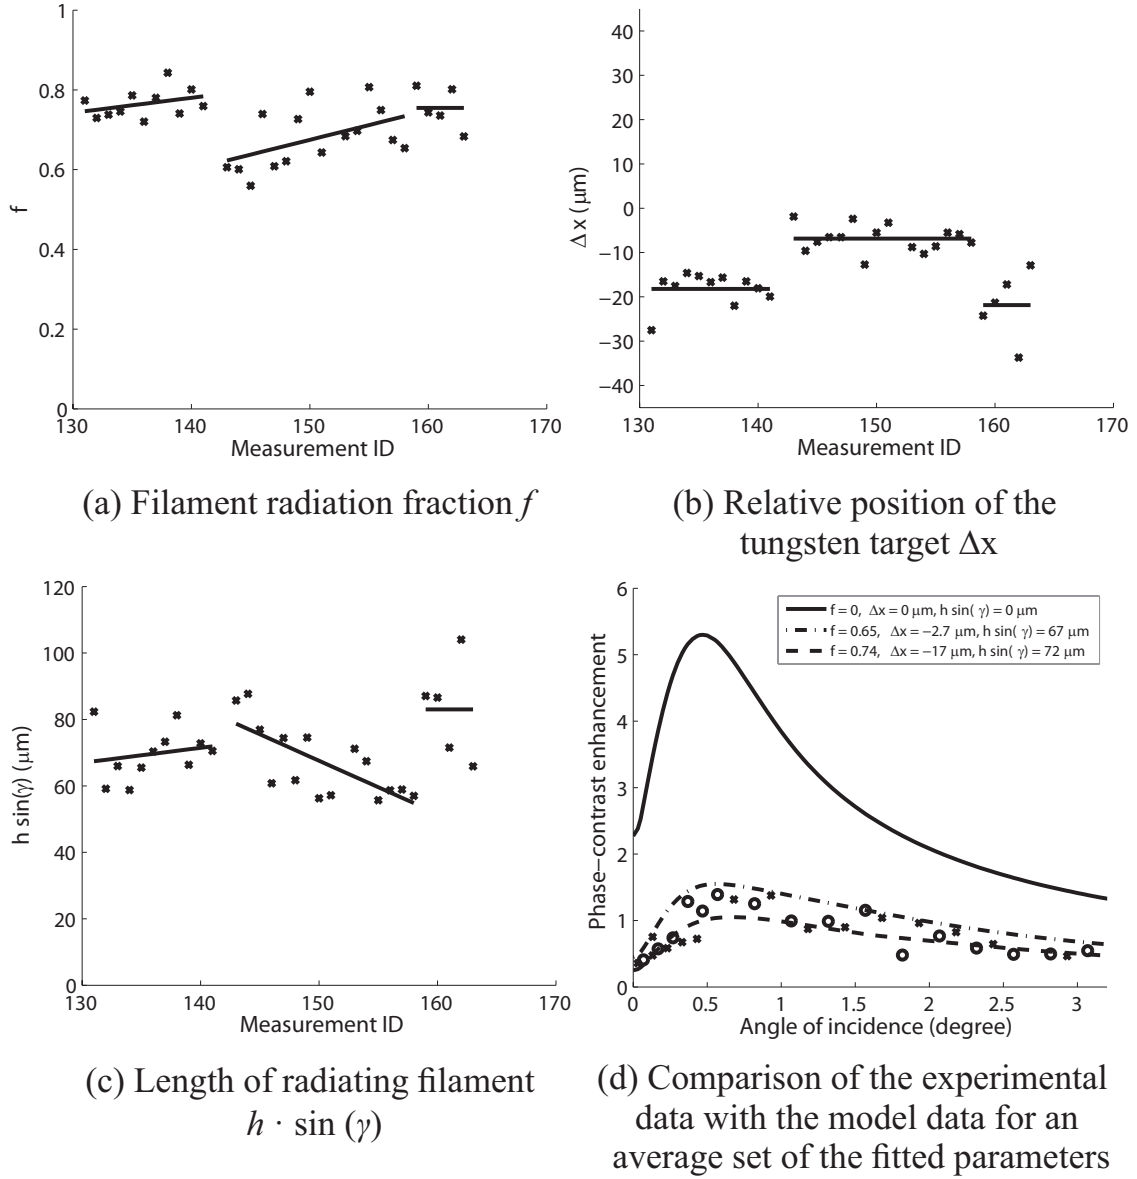 1
0.8
0.6
0.4
0.2
0
f
130 140 150 160 170
Measurement ID
(a) Filament radiation fraction f
40
30
20
10
0
−10
−20
−30
−40
Δ x (μm)
130 140 150 160 170
Measurement ID
(b) Relative position of the
tungsten target Δx
120
100
80
60
40
20
0
h sin(γ) (μm)
130 140 150 160 170
Measurement ID
(c) Length of radiating filament
h · sin (γ)
6
5
4
3
2
1
0
Phase−contrast enhancement
f = 0, Δx = 0 μm, h sin( γ) = 0 μm
f = 0.65, Δx = −2.7 μm, h sin( γ) = 67 μm
f = 0.74, Δx = −17 μm, h sin( γ) = 72 μm
0 0.5 1 1.5 2 2.5 3
Angle of incidence (degree)
(d) Comparison of the experimental
data with the model data for an
average set of the fitted parameters